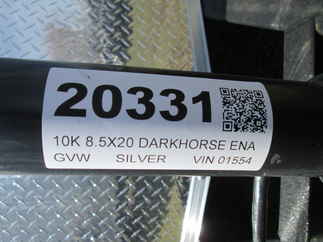 20331
10K 8.5X20 DARKHORSE ENA
GVW SILVER VIN 01554